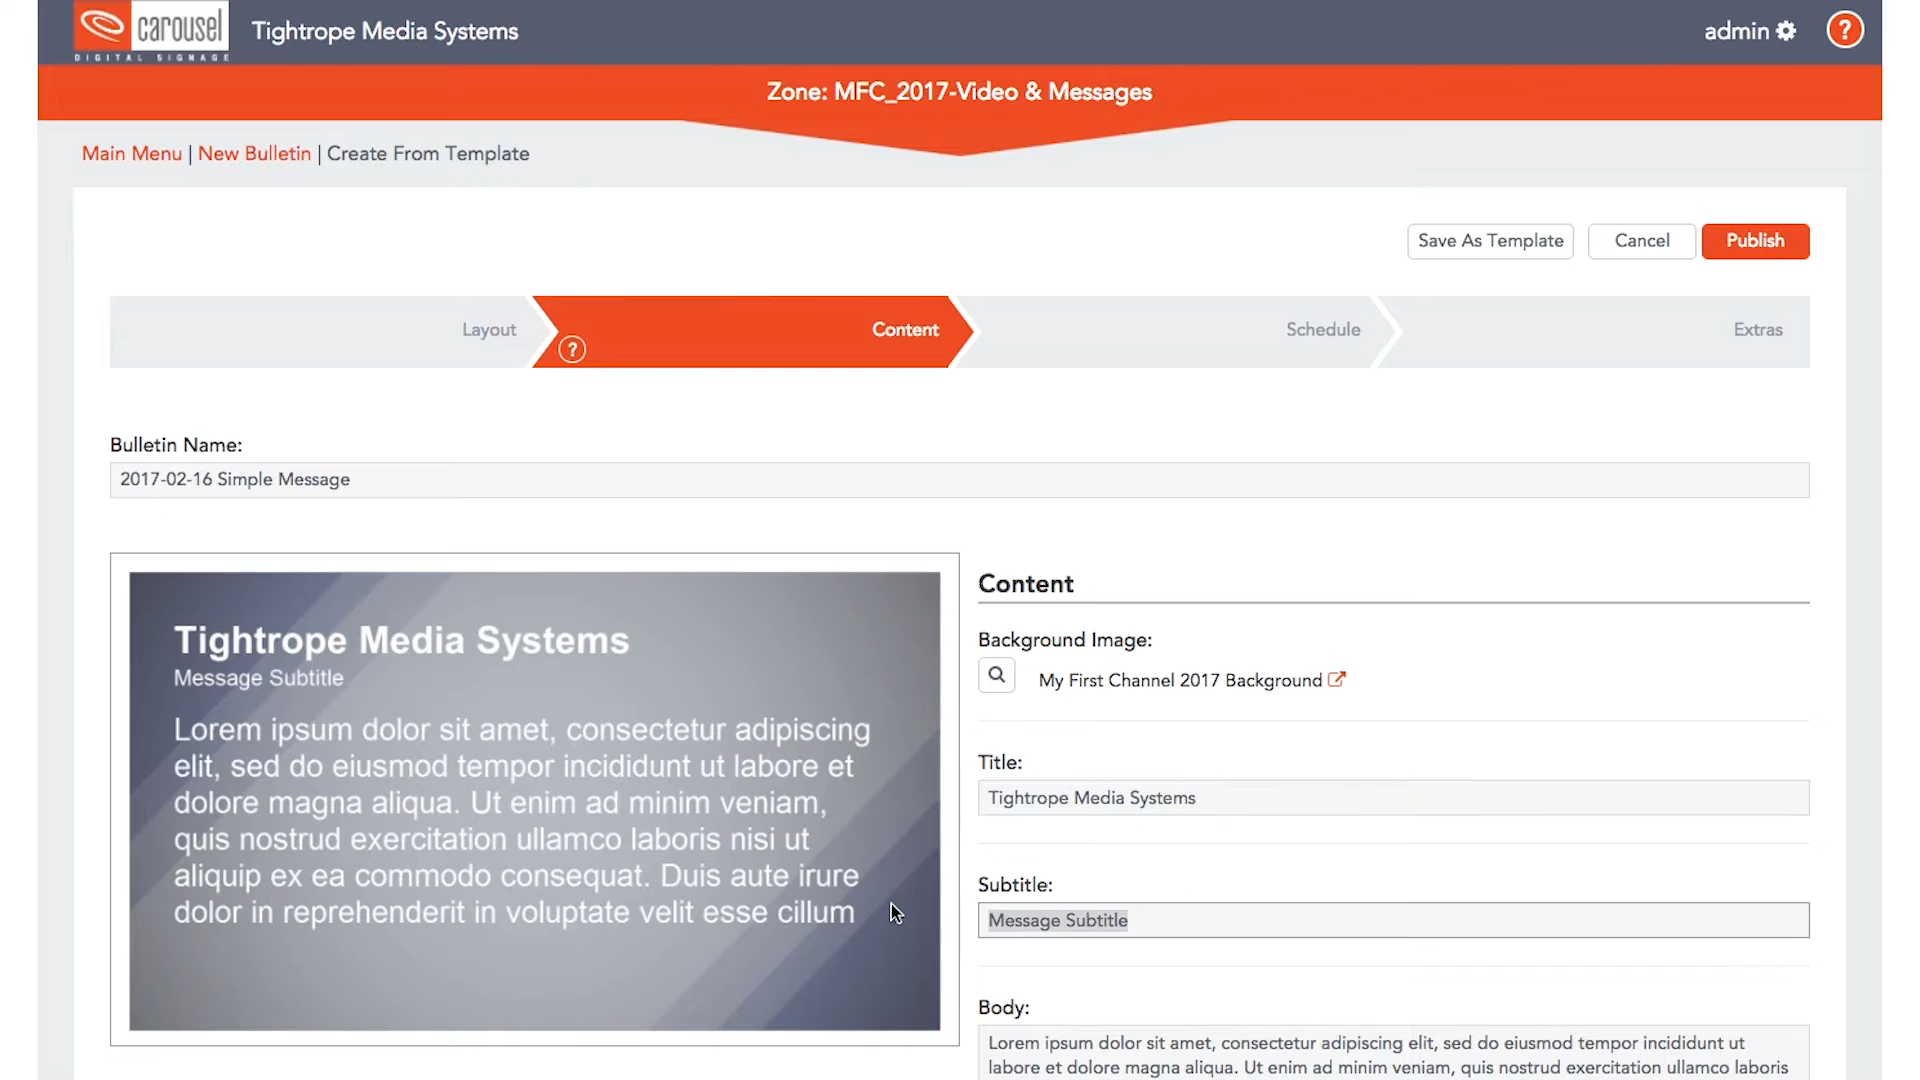 carousel
DIGITAL SIGNAGE
Tightrope Media Systems
admin
?
Zone: MFC_2017-Video & Messages
Main Menu | New Bulletin | Create From Template
Save As Template
Cancel
Publish
Layout
?
Content
Schedule
Extras
Bulletin Name:
2017-02-16 Simple Message
Tightrope Media Systems
Message Subtitle
Lorem ipsum dolor sit amet, consectetur adipiscing
elit, sed do eiusmod tempor incididunt ut labore et
dolore magna aliqua. Ut enim ad minim veniam,
quis nostrud exercitation ullamco laboris nisi ut
aliquip ex ea commodo consequat. Duis aute irure
dolor in reprehenderit in voluptate velit esse cillum
Content
Background Image:
My First Channel 2017 Background
Title:
Tightrope Media Systems
Subtitle:
Message Subtitle
Body:
Lorem ipsum dolor sit amet, consectetur adipiscing elit, sed do eiusmod tempor incididunt ut
labore et dolore magna aliqua. Ut enim ad minim veniam, quis nostrud exercitation ullamco laboris